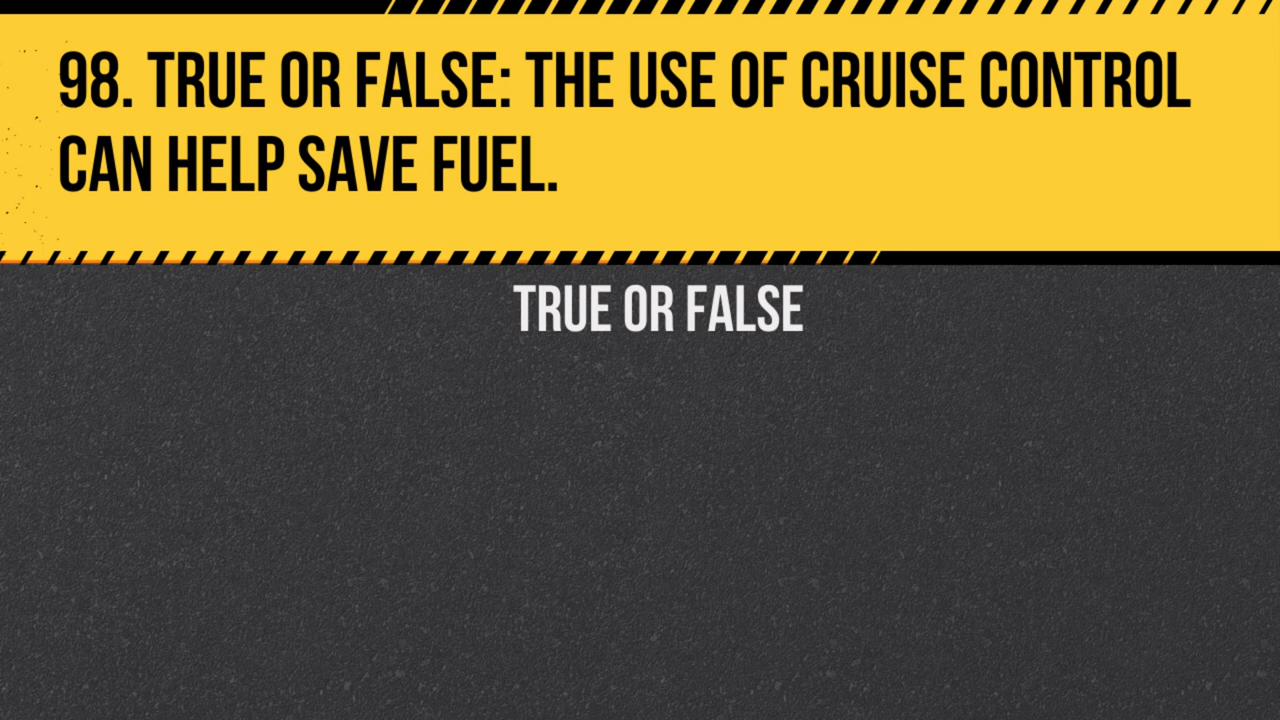 98. TRUE OR FALSE: THE USE OF CRUISE CONTROL
CAN HELP SAVE FUEL.
TRUE OR FALSE